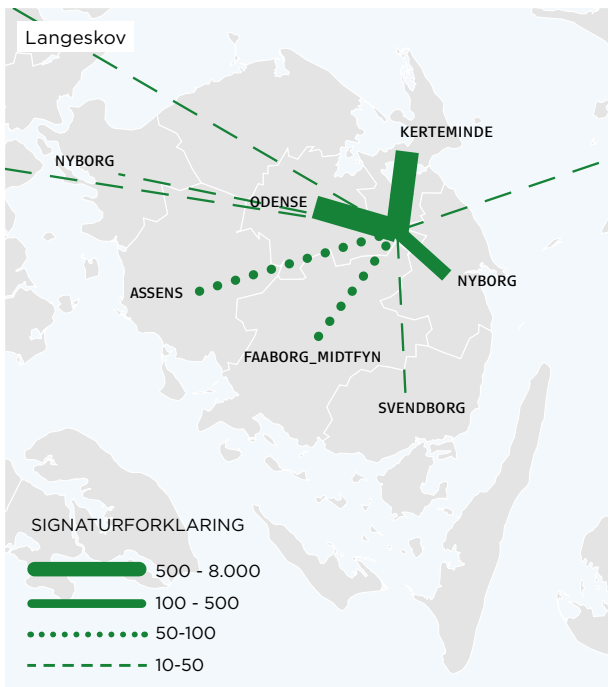 Langeskov
KERTEMINDE
NYBORG
ODENSE
NYBORG
ASSENS
FAABORG_MIDTFYN
SVENDBORG
SIGNATURFORKLARING
500 - 8.000
100 - 500
50-100
10-50